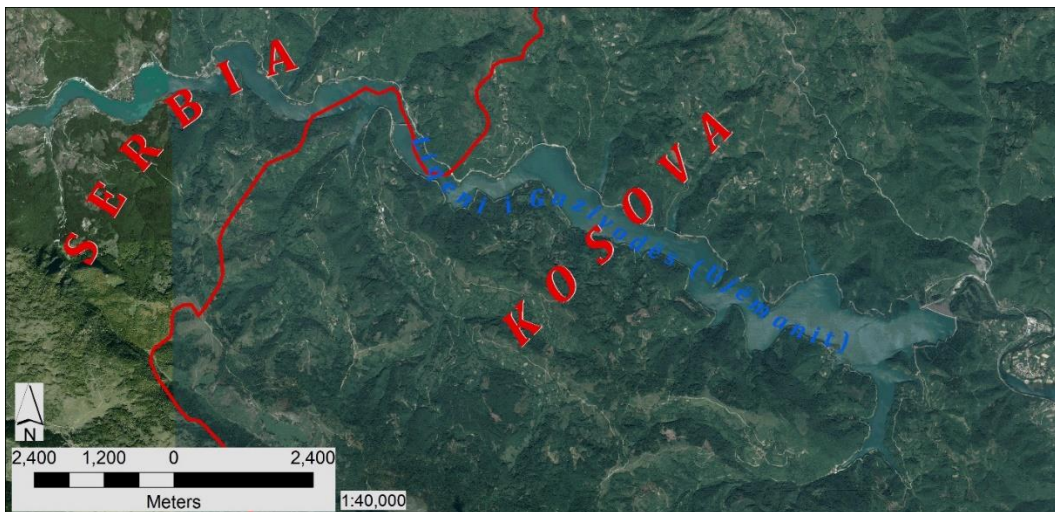 SERBIA
KOSOVA
Liqeni i Gazivodës (Ujëmanit)
N
2,400 1,200 0 2,400
Meters
1:40,000